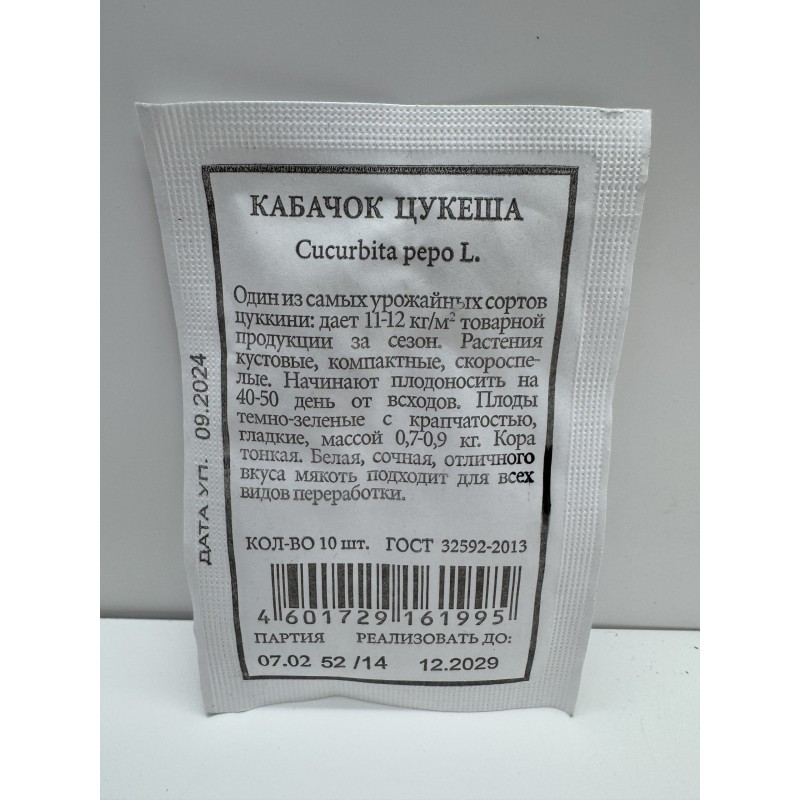 КАБАЧОК ЦУКЕША
Cucurbita pepo L.
Один из самых урожайных сортов
цуккини: дает 11-12 кг/м² товарной
продукции за сезон. Растения
кустовые, компактные, скороспе-
лые. Начинают плодоносить на
40-50 день от всходов. Плоды
темно-зеленые с крапчатостью,
гладкие, массой 0,7-0,9 кг. Кора
тонкая. Белая, сочная, отличного
вкуса мякоть подходит для всех
видов переработки.
КОЛ-ВО 10 шт. ГОСТ 32592-2013
4 601729 161995
ПАРТИЯ РЕАЛИЗОВАТЬ ДО:
07.02 52 /14 12.2029
ДАТА УП. 09.2024